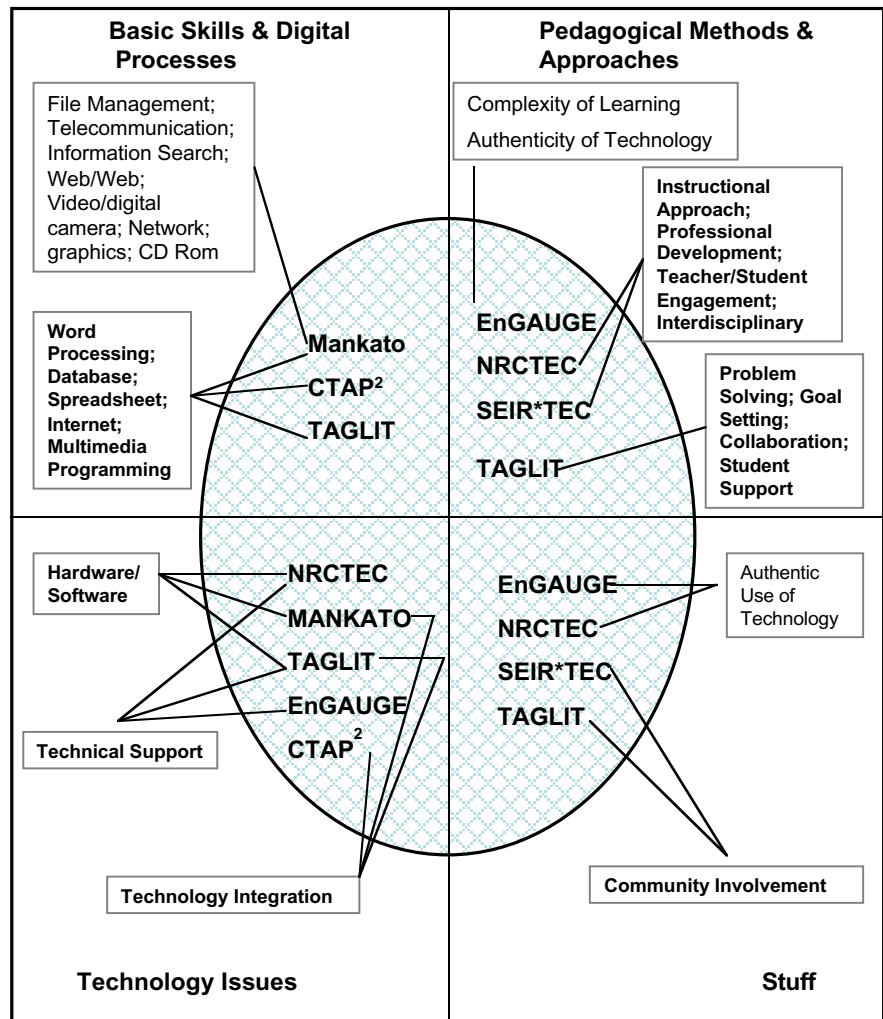 Basic Skills & Digital
Processes
File Management;
Telecommunication;
Information Search;
Web/Web;
Video/digital
camera; Network;
graphics; CD Rom
Word
Processing;
Database;
Spreadsheet;
Internet;
Multimedia
Programming
Mankato
CTAP²
TAGLIT
Pedagogical Methods &
Approaches
Complexity of Learning
Authenticity of Technology
Instructional
Approach;
Professional
Development;
Teacher/Student
Engagement;
Interdisciplinary
EnGAUGE
NRCTEC
SEIR*TEC
TAGLIT
Problem
Solving; Goal
Setting;
Collaboration;
Student
Support
Hardware/
Software
NRCTEC
MANKATO
TAGLIT
EnGAUGE
CTAP²
Technical Support
Technology Integration
Technology Issues
EnGAUGE
NRCTEC
SEIR*TEC
TAGLIT
Authentic
Use of
Technology
Community Involvement
Stuff